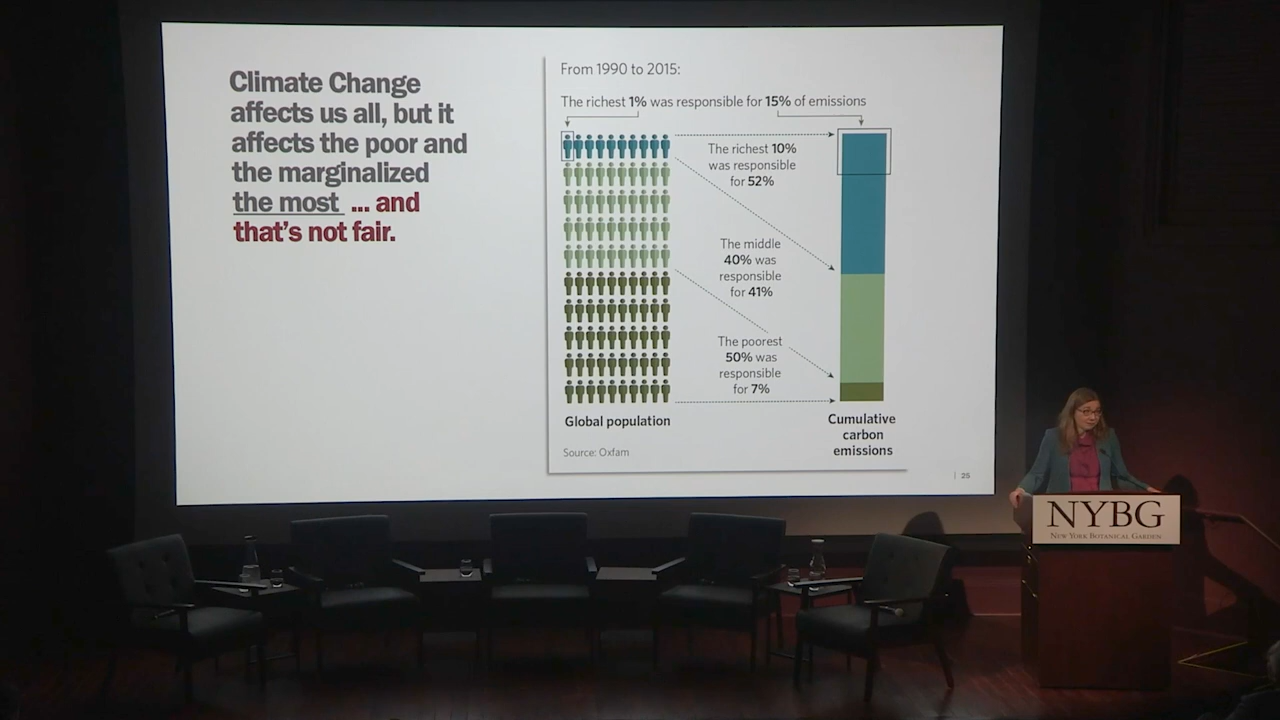 Climate Change
affects us all, but it
affects the poor and
the marginalized
the most ... and
that's not fair.
From 1990 to 2015:
The richest 1% was responsible for 15% of emissions
The richest 10%
was responsible
for 52%
The middle
40% was
responsible
for 41%
The poorest
50% was
responsible
for 7%
Global population
Cumulative
carbon
emissions
Source: Oxfam
| 25
NYBG
NEW YORK BOTANICAL GARDEN